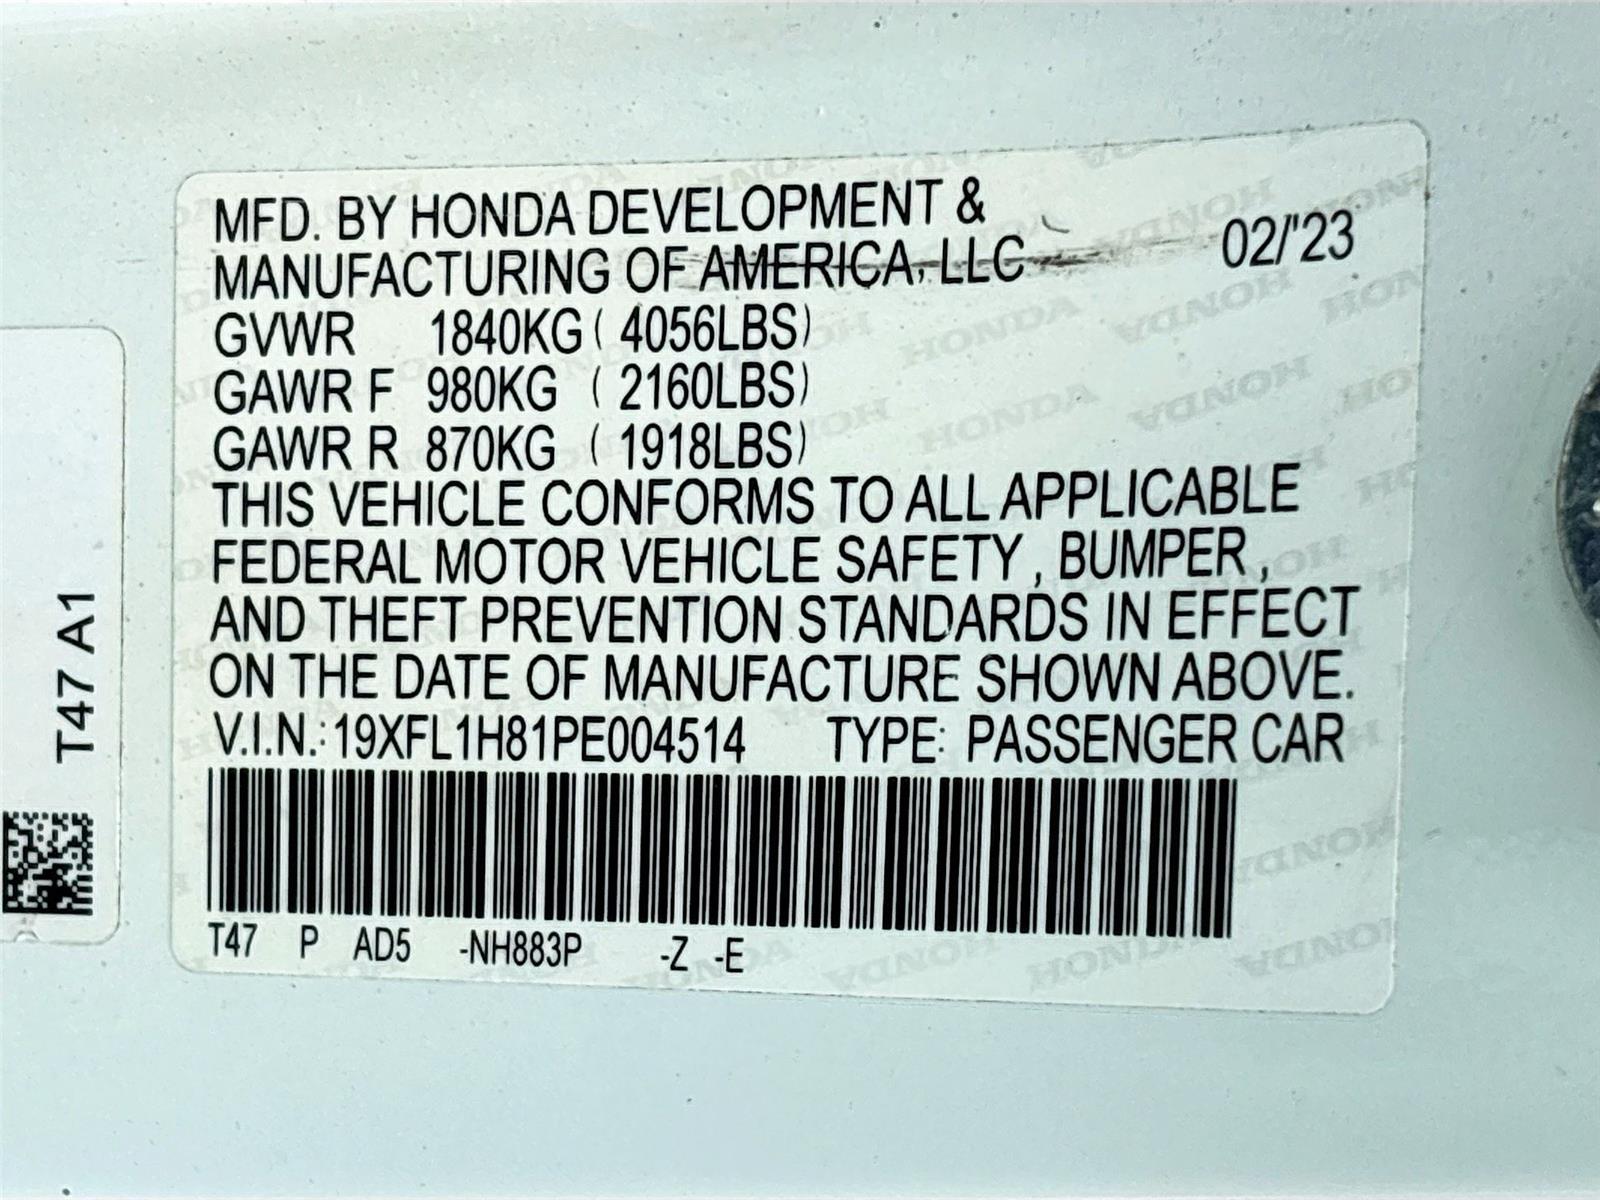 MFD. BY HONDA DEVELOPMENT &
MANUFACTURING OF AMERICA, LLC 02/'23
GVWR 1840KG ( 4056LBS)
GAWR F 980KG ( 2160LBS)
GAWR R 870KG ( 1918LBS)
THIS VEHICLE CONFORMS TO ALL APPLICABLE
FEDERAL MOTOR VEHICLE SAFETY , BUMPER ,
AND THEFT PREVENTION STANDARDS IN EFFECT
ON THE DATE OF MANUFACTURE SHOWN ABOVE.
V.I.N.: 19XFL1H81PE004514 TYPE: PASSENGER CAR
T47 P AD5 -NH883P -Z -E
T47 A1